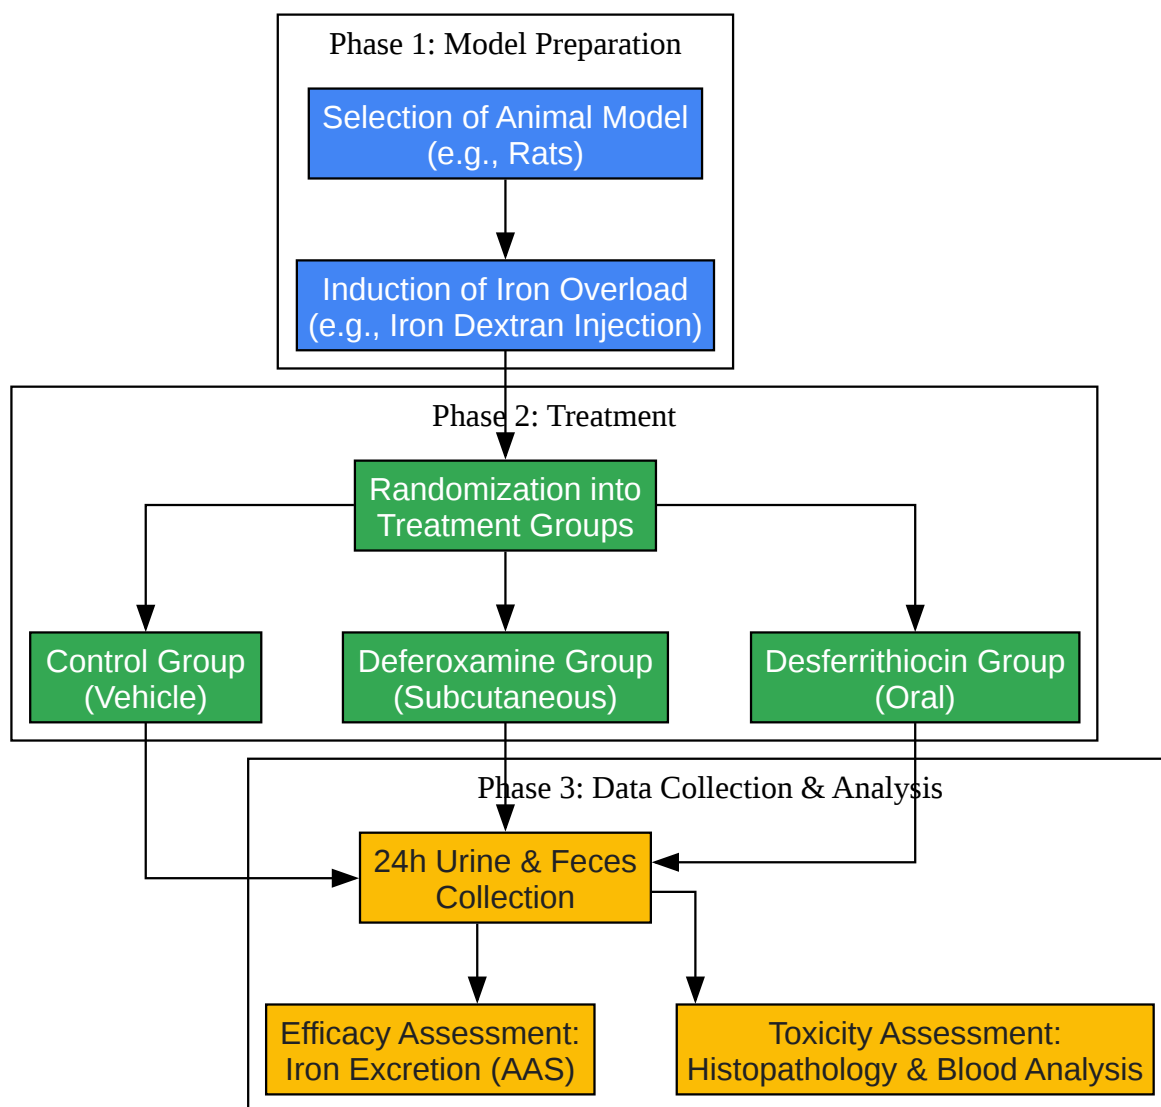 Phase 1: Model Preparation
Selection of Animal Model
(e.g., Rats)
Induction of Iron Overload
(e.g., Iron Dextran Injection)
Phase 2: Treatment
Randomization into
Treatment Groups
Control Group
(Vehicle)
Deferoxamine Group
(Subcutaneous)
Desferrithiocin Group
(Oral)
Phase 3: Data Collection & Analysis
24h Urine & Feces
Collection
Efficacy Assessment:
Iron Excretion (AAS)
Toxicity Assessment:
Histopathology & Blood Analysis